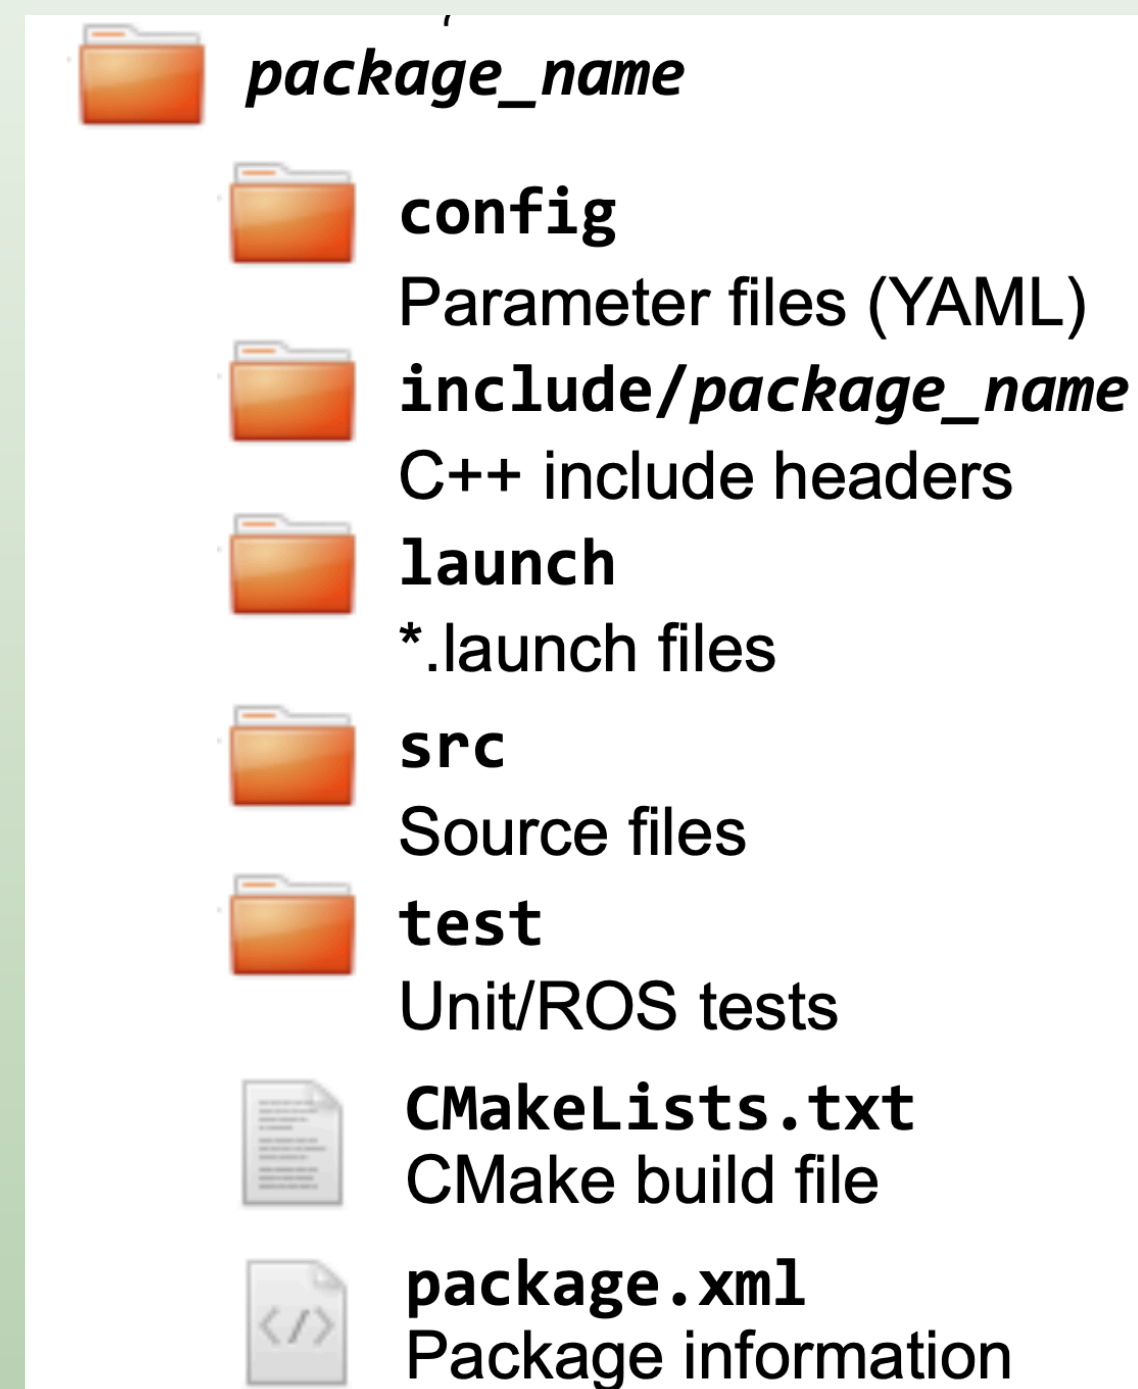 package_name
config
Parameter files (YAML)
include/package_name
C++ include headers
launch
*.launch files
src
Source files
test
Unit/ROS tests
CMakeLists.txt
CMake build file
package.xml
Package information